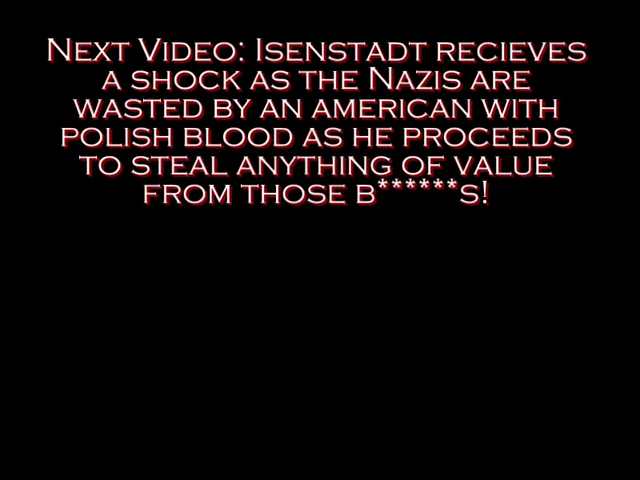 Next Video: Isenstadt recieves
a shock as the Nazis are
wasted by an american with
polish blood as he proceeds
to steal anything of value
from those b******s!